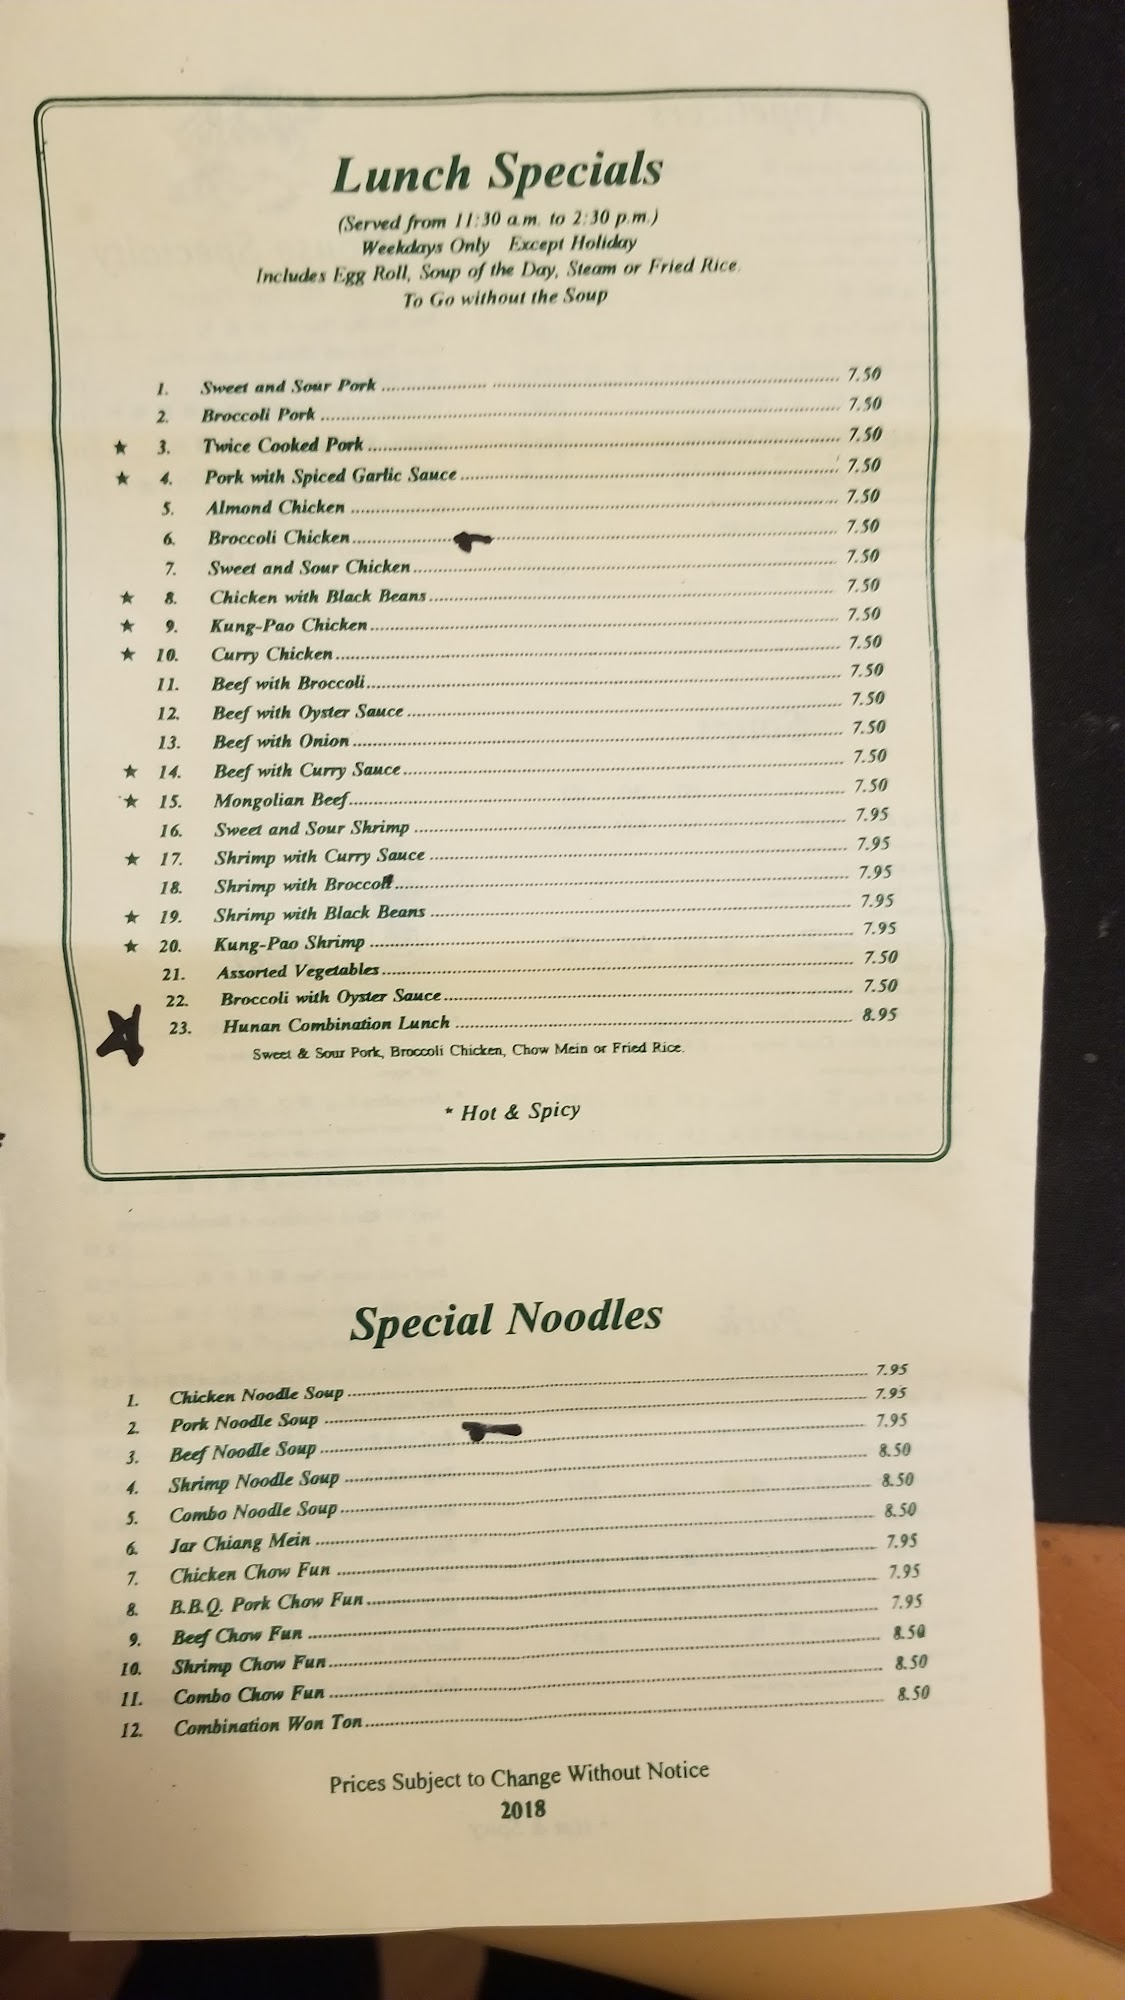 Lunch Specials
(Served from 11:30 a.m. to 2:30 p.m.)
Weekdays Only Except Holiday
Includes Egg Roll, Soup of the Day, Steam or Fried Rice.
To Go without the Soup
1. Sweet and Sour Pork 7.50
2. Broccoli Pork 7.50
★ 3. Twice Cooked Pork 7.50
★ 4. Pork with Spiced Garlic Sauce 7.50
5. Almond Chicken 7.50
6. Broccoli Chicken 7.50
7. Sweet and Sour Chicken 7.50
★ 8. Chicken with Black Beans 7.50
★ 9. Kung-Pao Chicken 7.50
★ 10. Curry Chicken 7.50
11. Beef with Broccoli 7.50
12. Beef with Oyster Sauce 7.50
13. Beef with Onion 7.50
★ 14. Beef with Curry Sauce 7.50
★ 15. Mongolian Beef 7.50
16. Sweet and Sour Shrimp 7.95
★ 17. Shrimp with Curry Sauce 7.95
18. Shrimp with Broccoli 7.95
★ 19. Shrimp with Black Beans 7.95
★ 20. Kung-Pao Shrimp 7.95
21. Assorted Vegetables 7.50
22. Broccoli with Oyster Sauce 7.50
23. Hunan Combination Lunch 8.95
Sweet & Sour Pork, Broccoli Chicken, Chow Mein or Fried Rice.
* Hot & Spicy
Special Noodles
1. Chicken Noodle Soup 7.95
2. Pork Noodle Soup 7.95
3. Beef Noodle Soup 7.95
4. Shrimp Noodle Soup 8.50
5. Combo Noodle Soup 8.50
6. Jar Chiang Mein 8.50
7. Chicken Chow Fun 7.95
8. B.B.Q. Pork Chow Fun 7.95
9. Beef Chow Fun 7.95
10. Shrimp Chow Fun 8.50
11. Combo Chow Fun 8.50
12. Combination Won Ton 8.50
Prices Subject to Change Without Notice
2018